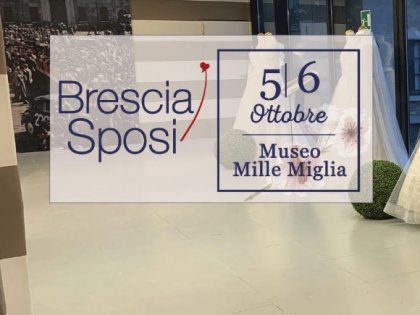 Brescia
Sposi
5 | 6
Ottobre
Museo
Mille Miglia